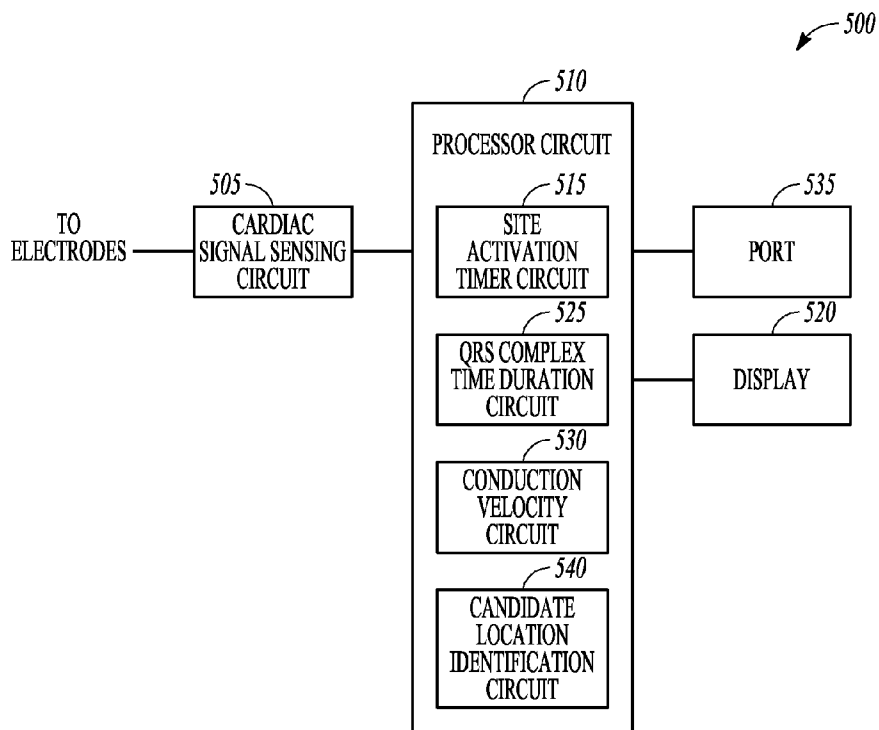 500
510
PROCESSOR CIRCUIT
505
515
535
TO
ELECTRODES
CARDIAC
SIGNAL SENSING
CIRCUIT
SITE
ACTIVATION
TIMER CIRCUIT
PORT
525
520
QRS COMPLEX
TIME DURATION
CIRCUIT
DISPLAY
530
CONDUCTION
VELOCITY
CIRCUIT
540
CANDIDATE
LOCATION
IDENTIFICATION
CIRCUIT